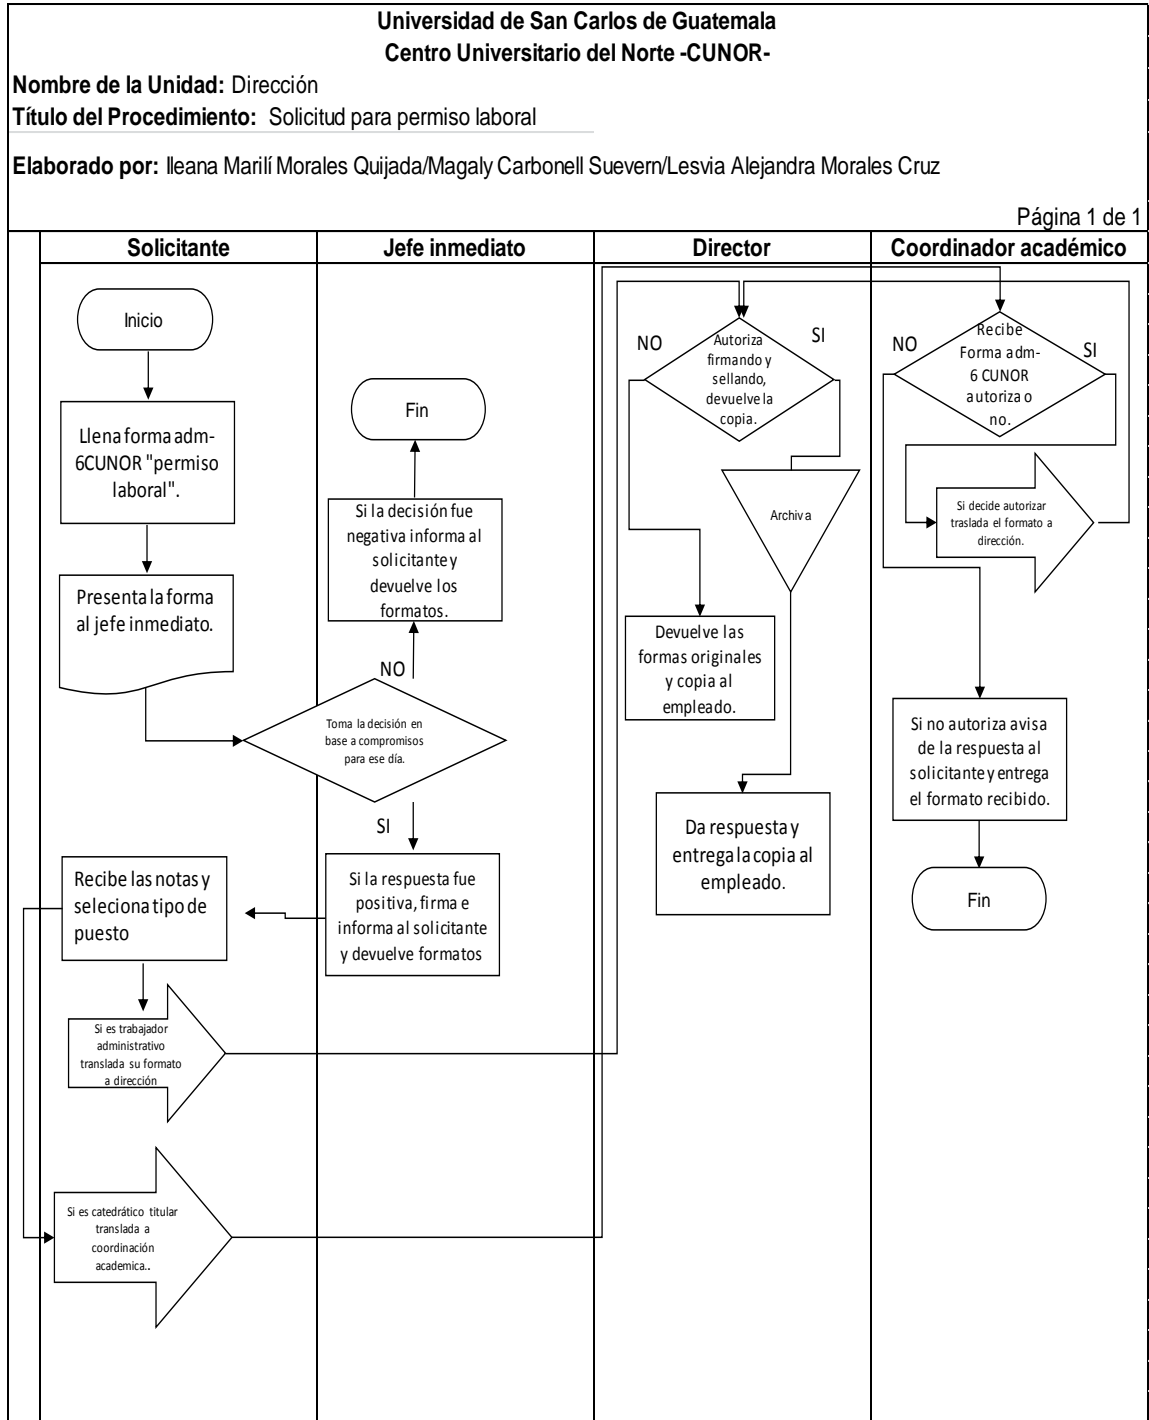 Universidad de San Carlos de Guatemala
Centro Universitario del Norte -CUNOR-
Nombre de la Unidad: Dirección
Título del Procedimiento: Solicitud para permiso laboral
Elaborado por: Ileana Marilí Morales Quijada/Magaly Carbonell Suevern/Lesvia Alejandra Morales Cruz
Página 1 de 1
Solicitante
Jefe inmediato
Director
Coordinador académico
Inicio
Llena forma adm-
6CUNOR "permiso
laboral".
Presenta la forma
al jefe inmediato.
Recibe las notas y
seleciona tipo de
puesto
Si es trabajador
administrativo
translada su formato
a dirección
Si es catedrático titular
translada a
coordinación
academica..
Fin
Si la decisión fue
negativa informa al
solicitante y
devuelve los
formatos.
NO
Toma la decisión en
base a compromisos
para ese día.
SI
Si la respuesta fue
positiva, firma e
informa al solicitante
y devuelve formatos
NO
SI
Autoriza
firmando y
sellando,
devuelve la
copia.
Archiva
Devuelve las
formas originales
y copia al
empleado.
Da respuesta y
entrega la copia al
empleado.
NO
SI
Recibe
Forma adm-
6 CUNOR
autoriza o
no.
Si decide autorizar
traslada el formato a
dirección.
Si no autoriza avisa
de la respuesta al
solicitante y entrega
el formato recibido.
Fin